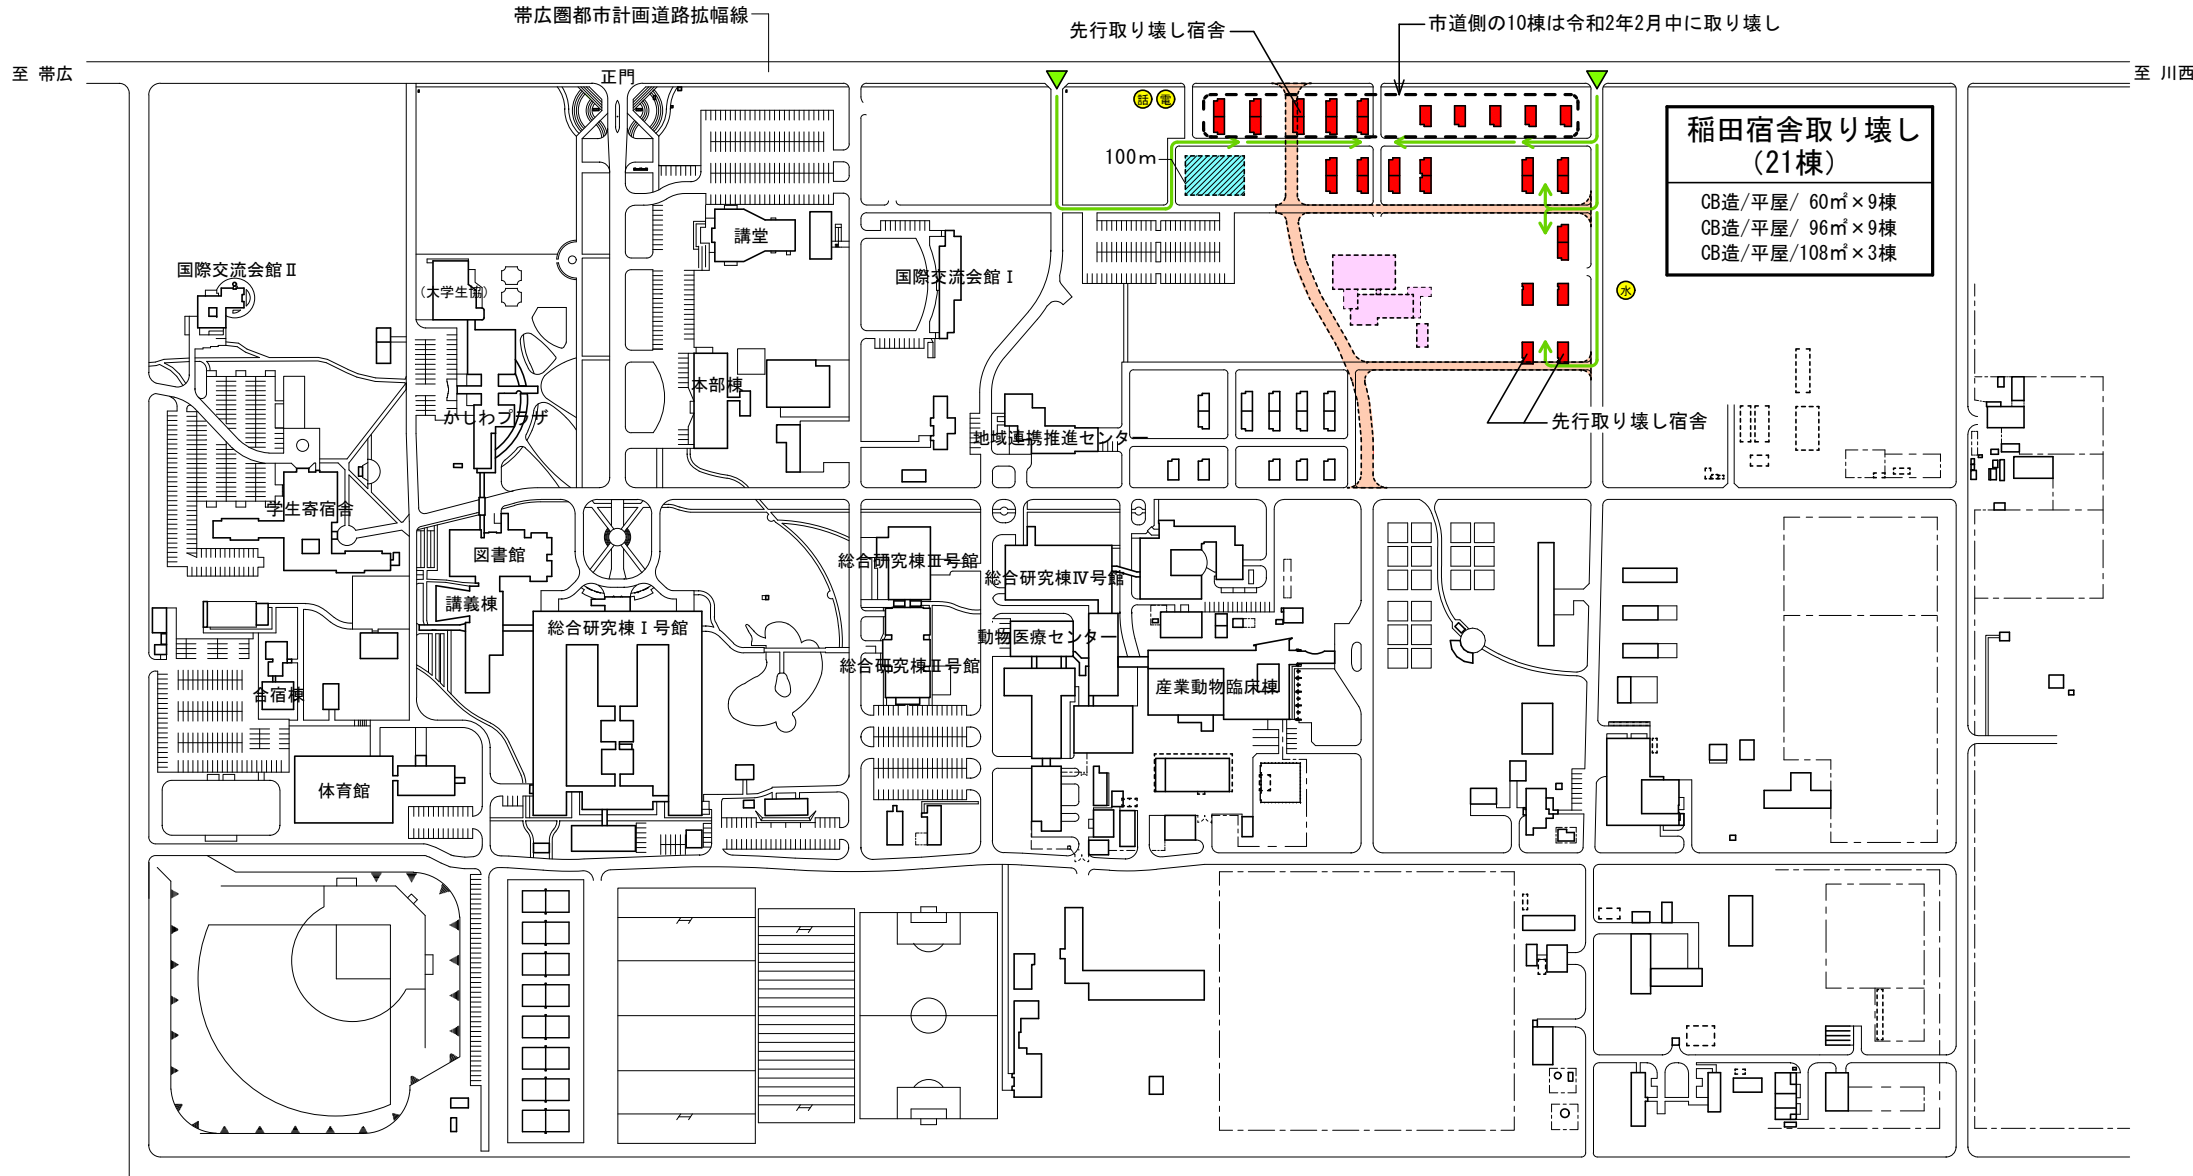 帯広圏都市計画道路拡幅線
先行取り壊し宿舎
市道側の10棟は令和2年2月中に取り壊し
至 帯広
正門
至 川西
話
電
稲田宿舎取り壊し
(21棟)
CB造/平屋/ 60㎡×9棟
CB造/平屋/ 96㎡×9棟
CB造/平屋/108㎡×3棟
100m
講堂
国際交流会館Ⅱ
(大学生協)
国際交流会館Ⅰ
水
本部棟
かしわプラザ
地域連携推進センター
先行取り壊し宿舎
学生寄宿舎
図書館
総合研究棟Ⅲ号館
総合研究棟Ⅳ号館
講義棟
総合研究棟Ⅰ号館
動物医療センター
総合研究棟Ⅱ号館
産業動物臨床棟
合宿棟
体育館